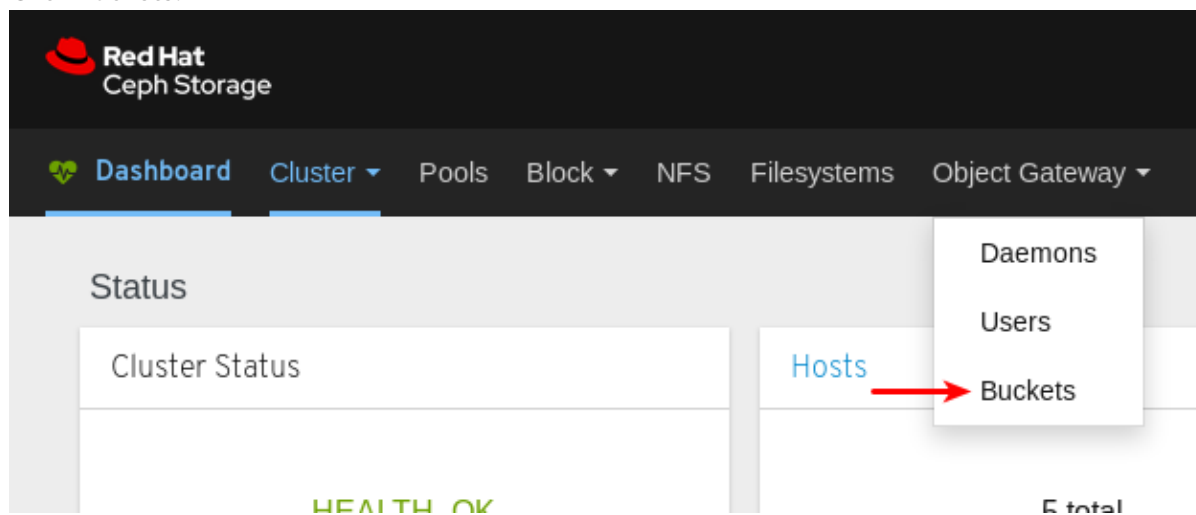 Red Hat
Ceph Storage
Dashboard Cluster Pools Block NFS Filesystems Object Gateway
Daemons
Users
Buckets
Status
Cluster Status
Hosts
HEALTH_OK
5 total